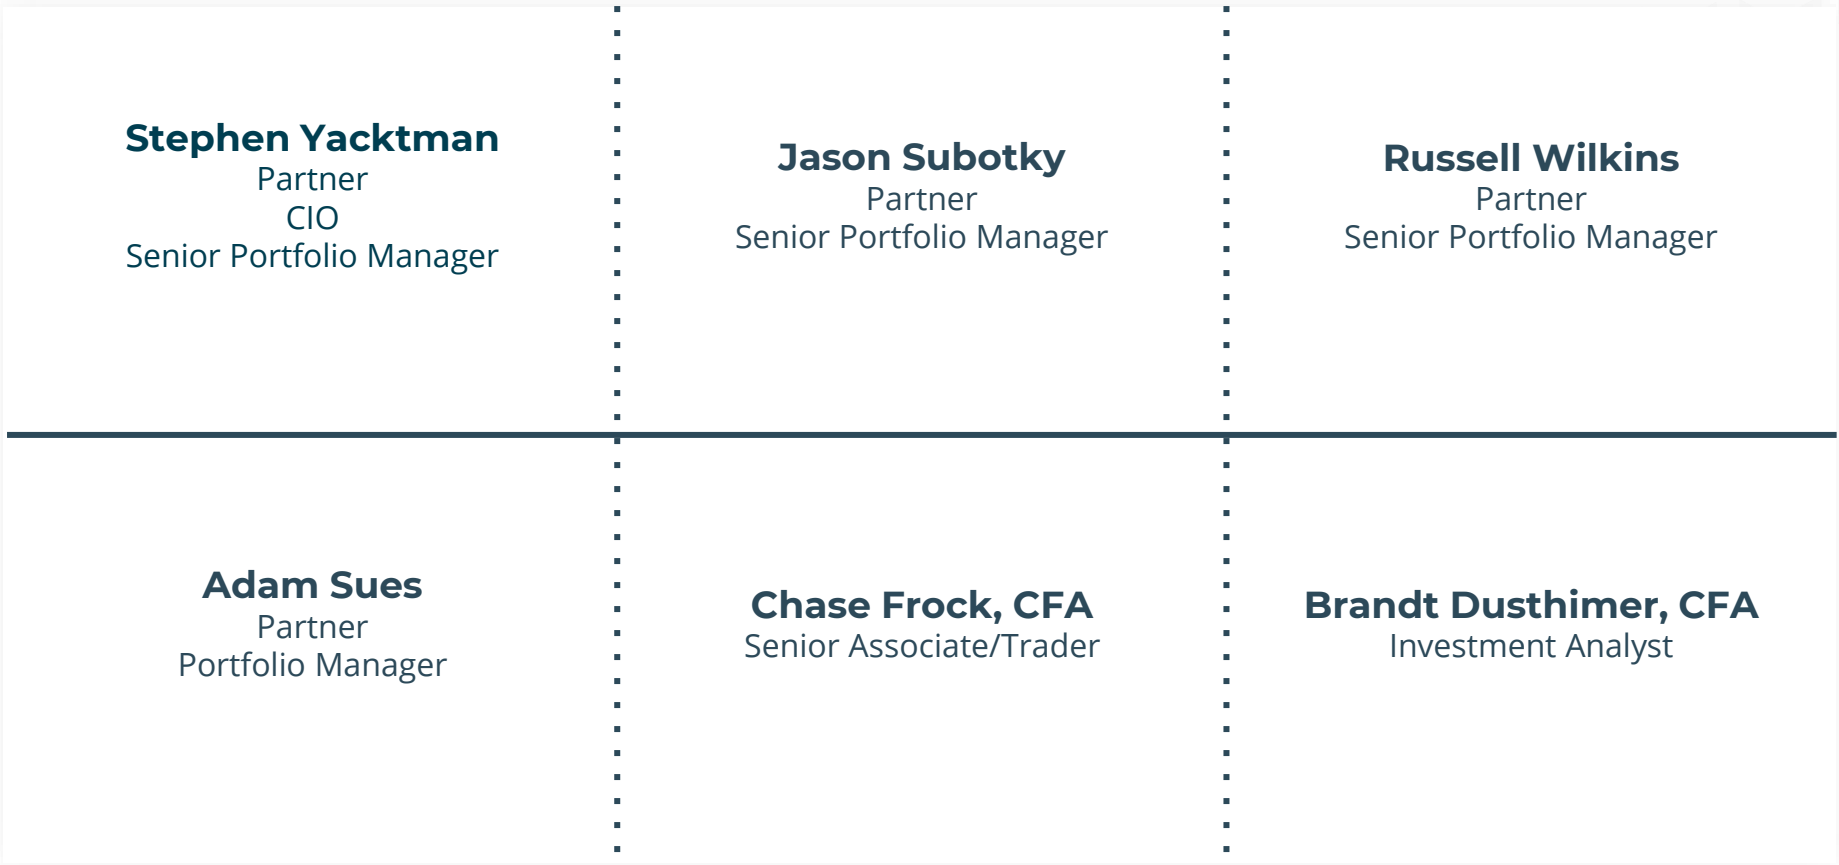 Stephen Yacktman
Partner
CIO
Senior Portfolio Manager
Jason Subotky
Partner
Senior Portfolio Manager
Russell Wilkins
Partner
Senior Portfolio Manager
Adam Sues
Partner
Portfolio Manager
Chase Frock, CFA
Senior Associate/Trader
Brandt Dusthimer, CFA
Investment Analyst